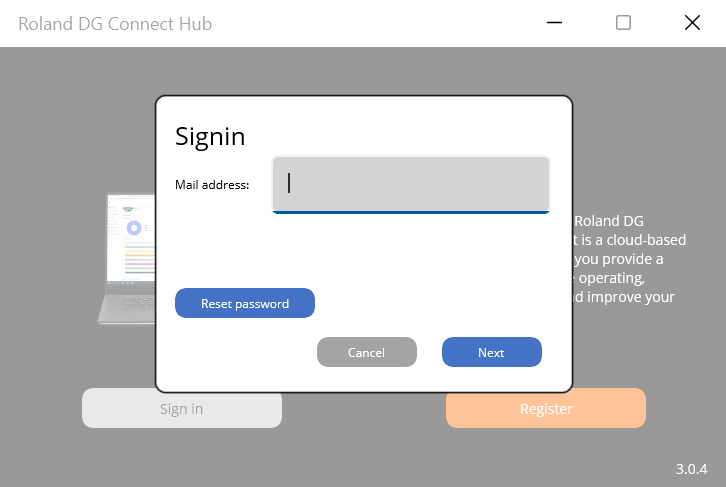 Roland DG Connect Hub
Signin
Mail address:
Roland DG
t is a cloud-based
you provide a
operating,
d improve your
Reset password
Cancel
Next
Sign in
Register
3.0.4